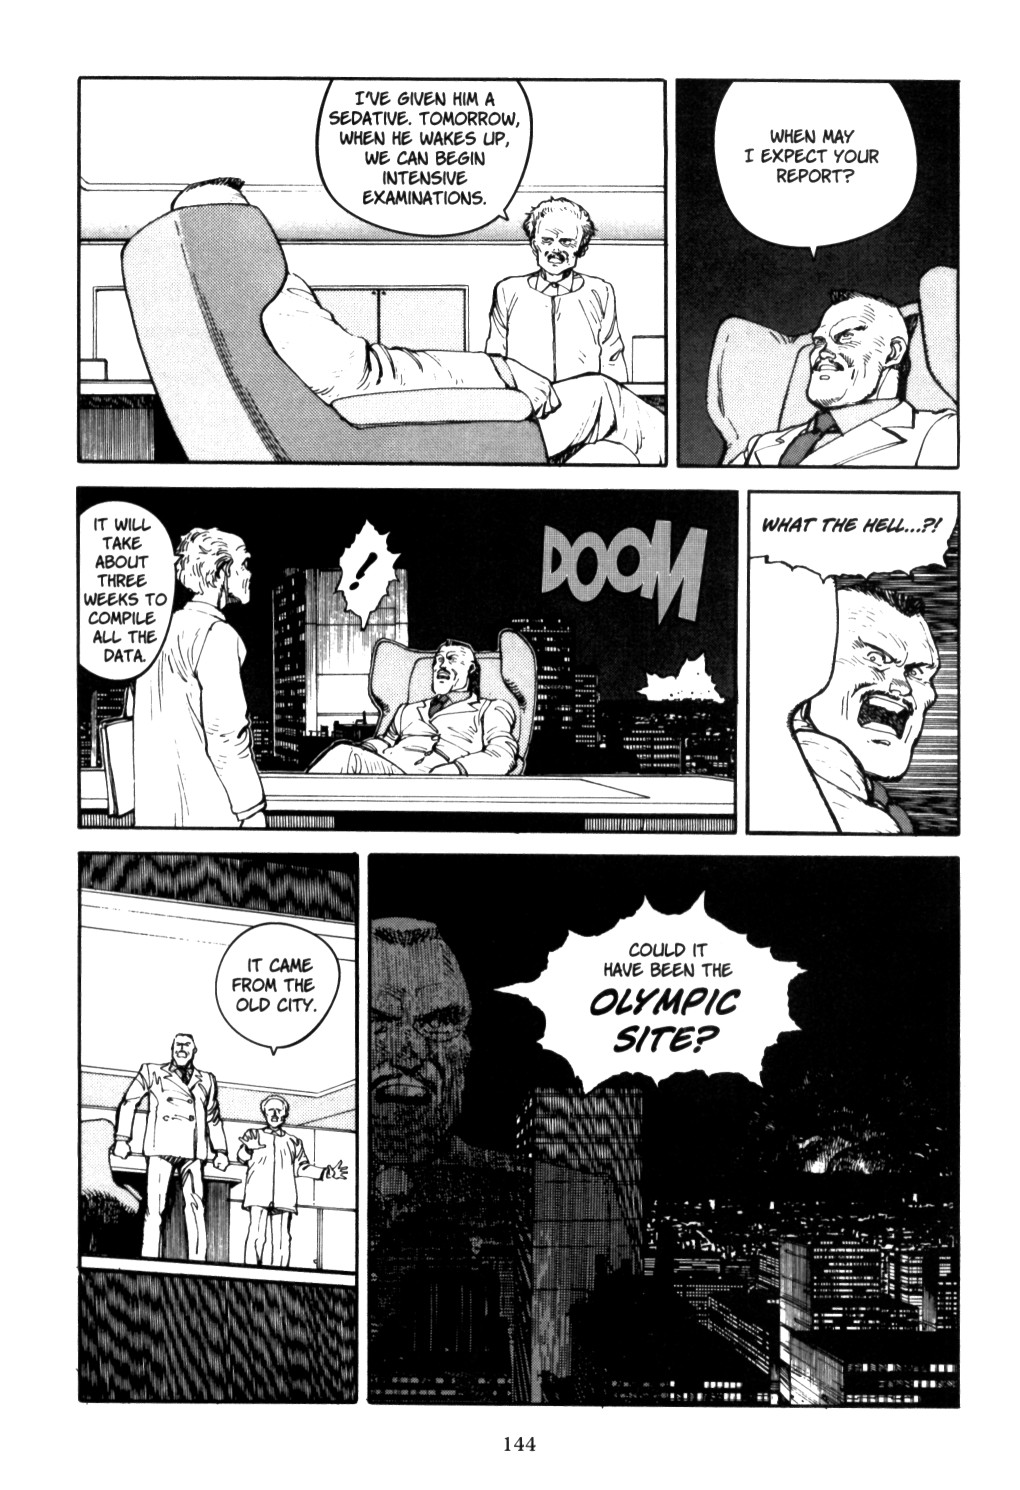 I'VE GIVEN HIM A
SEDATIVE. TOMORROW,
WHEN HE WAKES UP,
WE CAN BEGIN
INTENSIVE
EXAMINATIONS.
WHEN MAY
I EXPECT YOUR
REPORT?
IT WILL
TAKE
ABOUT
THREE
WEEKS TO
COMPILE
ALL THE
DATA.
!
DOOM
WHAT THE HELL...?!
IT CAME
FROM THE
OLD CITY.
COULD IT
HAVE BEEN THE
OLYMPIC
SITE?
144